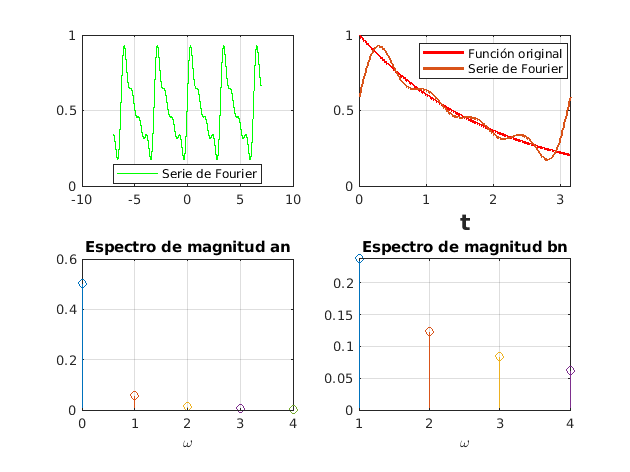 1
0.5
0
-10 -5 0 5 10
Serie de Fourier
1
0.5
0
0 1 2 3
Función original
Serie de Fourier
t
Espectro de magnitud an
0.6
0.4
0.2
0
0 1 2 3 4
ω
Espectro de magnitud bn
0.2
0.15
0.1
0.05
0
1 2 3 4
ω